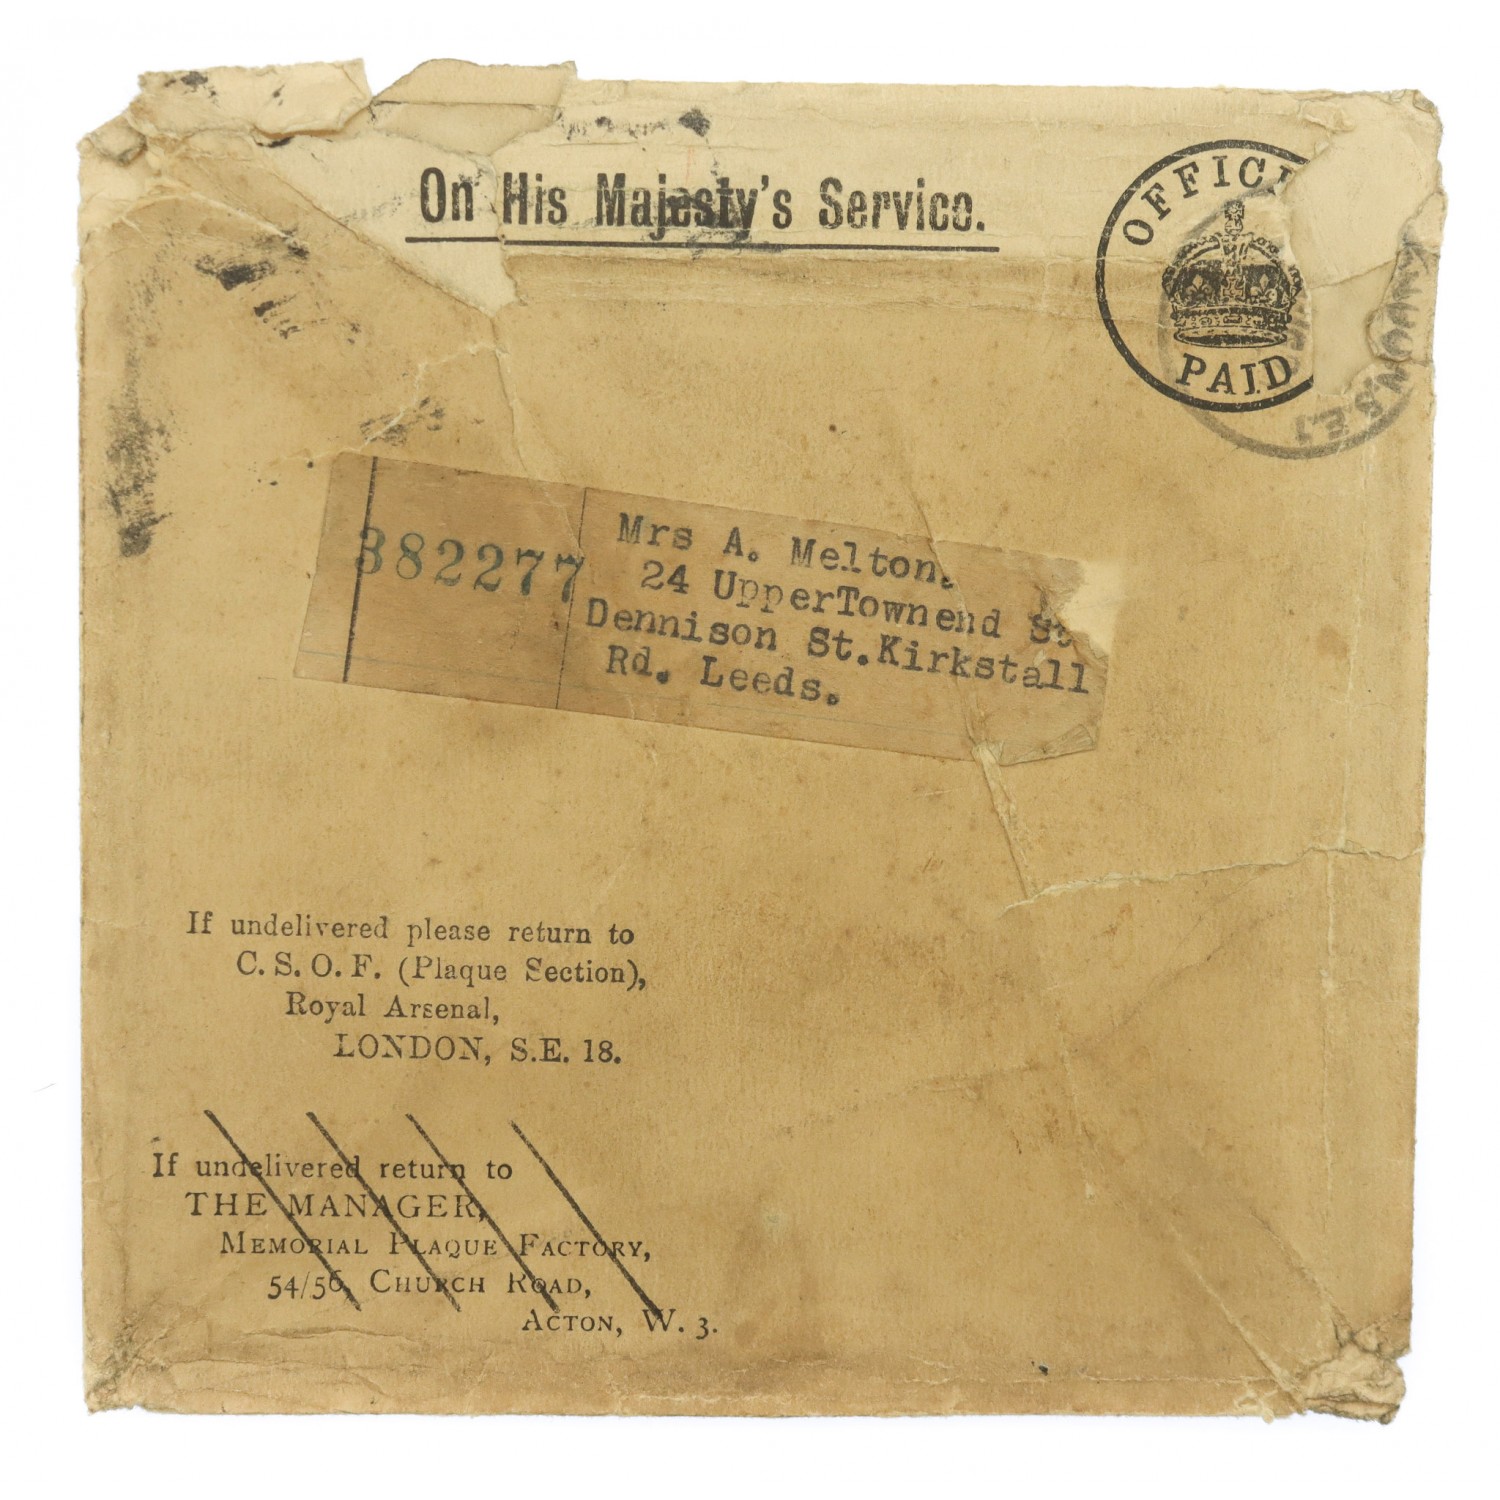 On His Majesty's Service.
OFFICI
PAID
S.E.1
382277
Mrs A. Melton.
24 UpperTownend St
Dennison St.Kirkstall
Rd. Leeds.
If undelivered please return to
C. S. O. F. (Plaque Section),
Royal Arsenal,
LONDON, S.E. 18.
If undelivered return to
THE MANAGER,
MEMORIAL PLAQUE FACTORY,
54/56, CHURCH ROAD,
ACTON, W. 3.